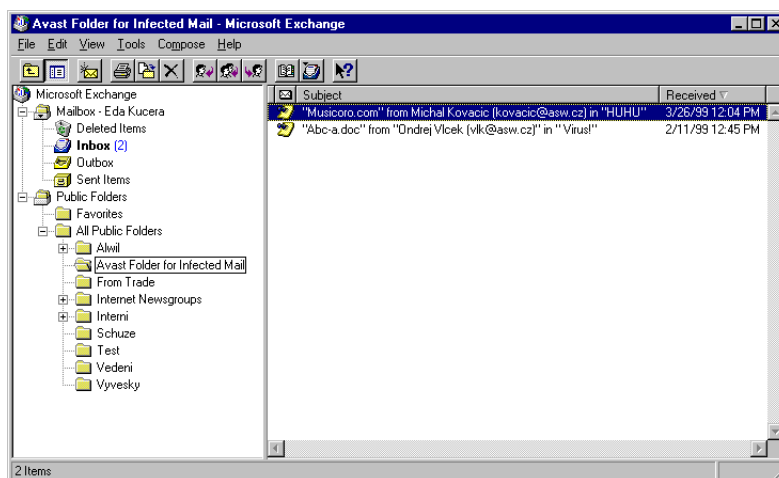 Avast Folder for Infected Mail - Microsoft Exchange
File Edit View Tools Compose Help
Microsoft Exchange
Mailbox - Eda Kucera
Deleted Items
Inbox (2)
Outbox
Sent Items
Public Folders
Favorites
All Public Folders
Alwil
Avast Folder for Infected Mail
From Trade
Internet Newsgroups
Interni
Schuze
Test
Vedeni
Vyvesky
Subject Received
"Musicoro.com" from Michal Kovacic (kovacic@asw.cz) in "HUHU" 3/26/99 12:04 PM
"Abc-a.doc" from "Ondrej Vlcek (vlk@asw.cz)" in " Virus!" 2/11/99 12:45 PM
2 Items